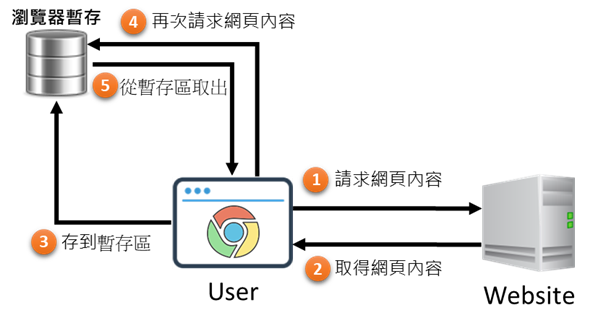 瀏覽器暫存
4 再次請求網頁內容
5 從暫存區取出
1 請求網頁內容
3 存到暫存區
2 取得網頁內容
User
Website